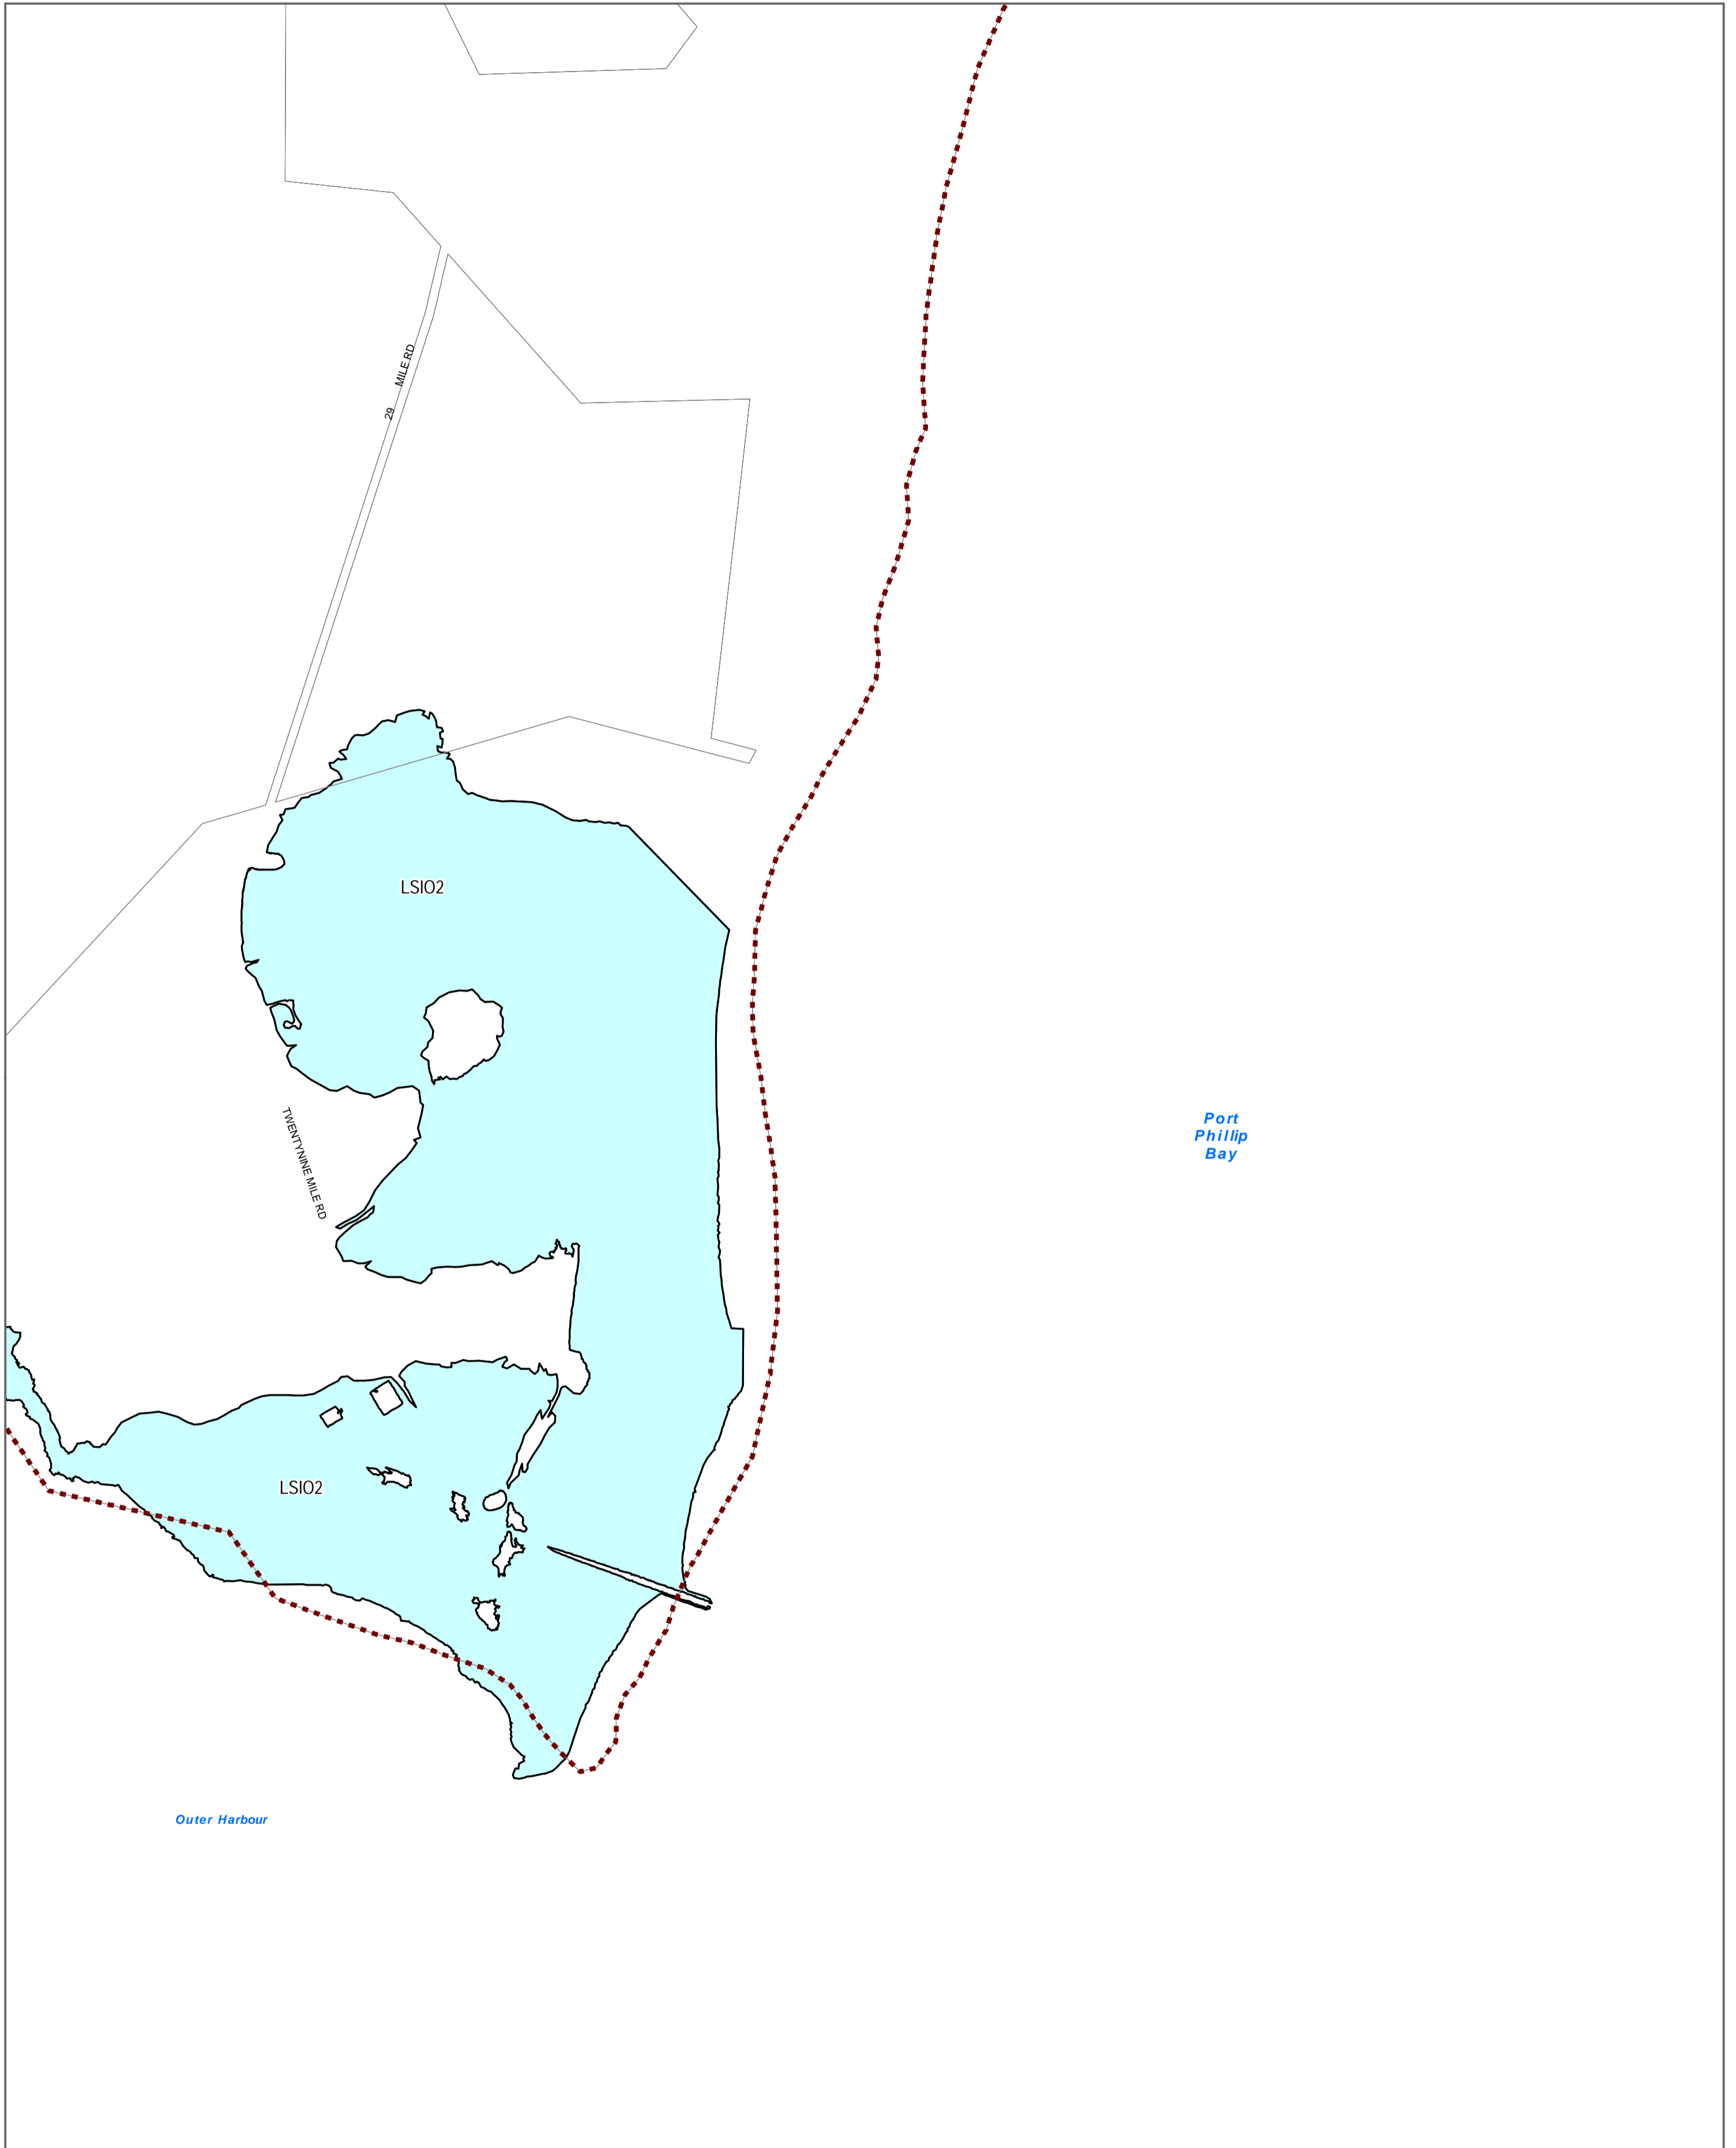 29 MILE RD
LSIO2
TWENTYNINE MILE RD
Port
Phillip
Bay
LSIO2
Outer Harbour